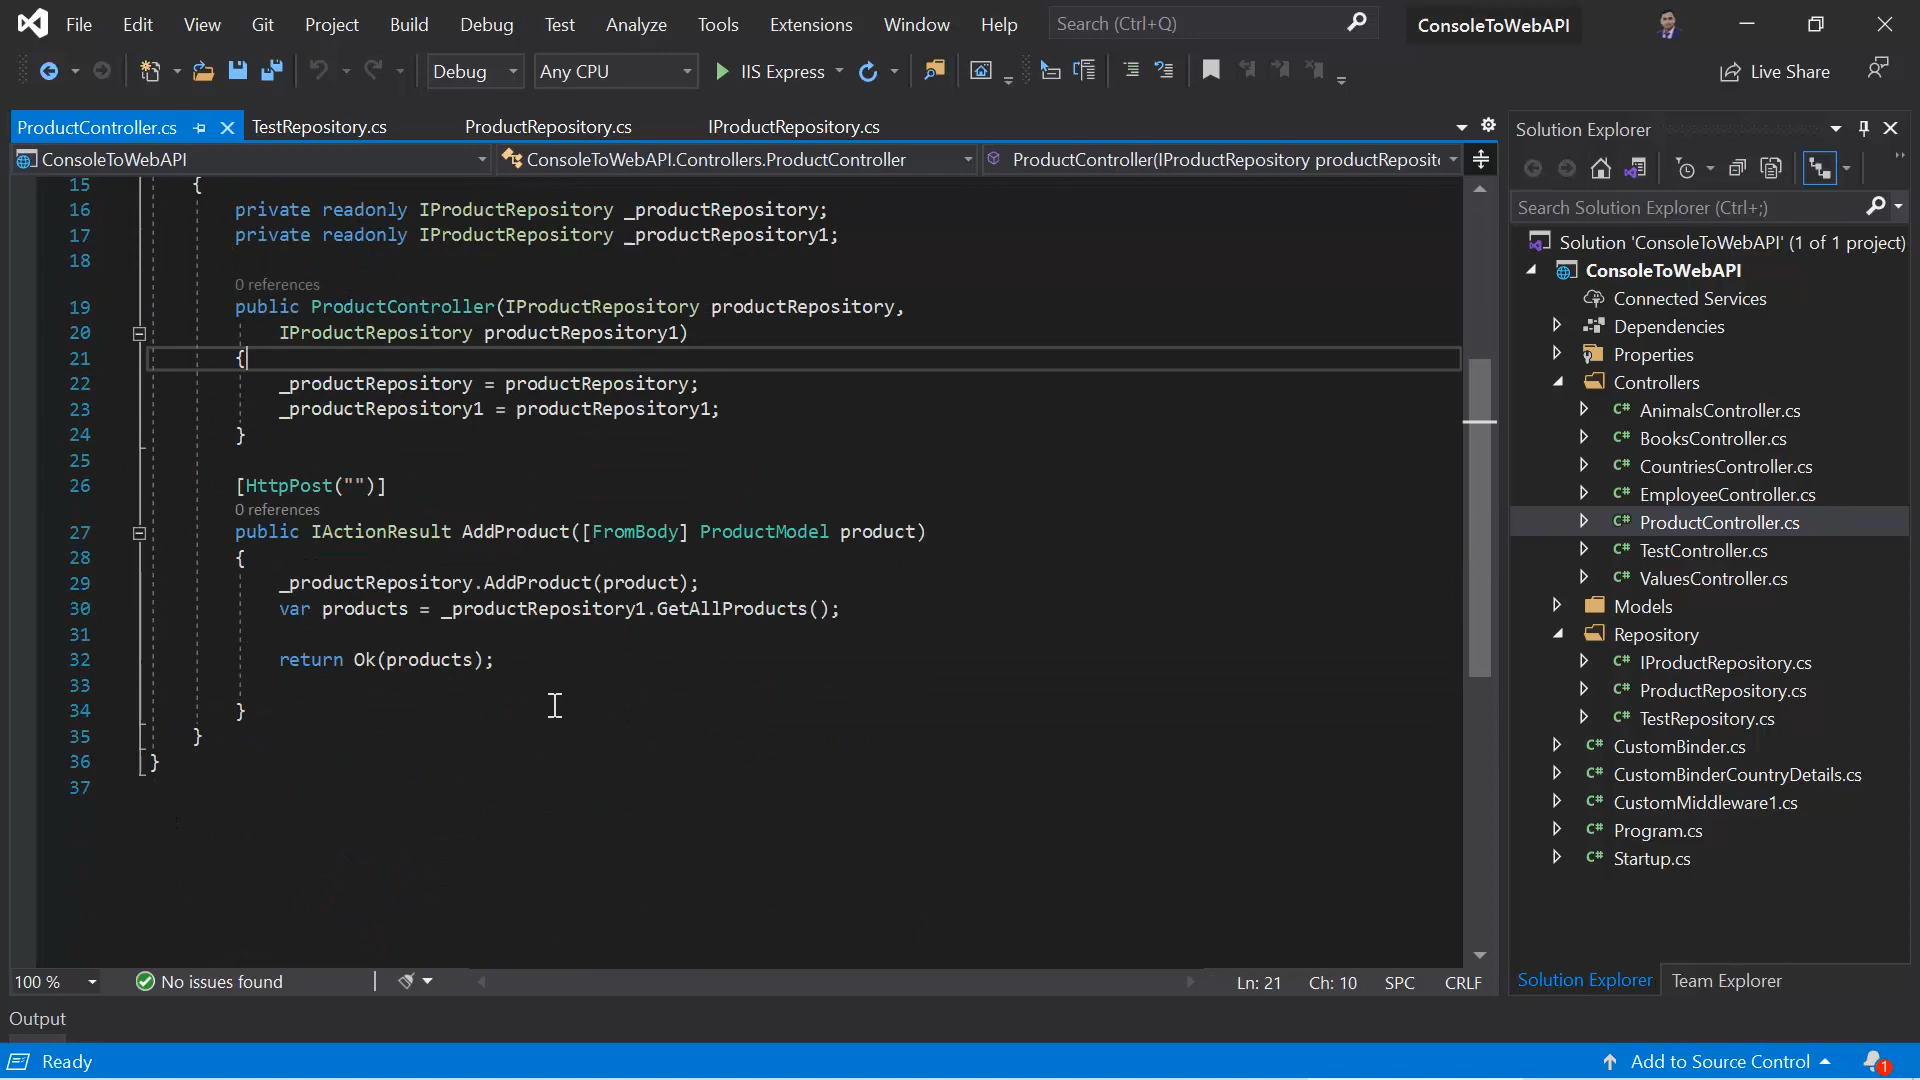 File Edit View Git Project Build Debug Test Analyze Tools Extensions Window Help Search (Ctrl+Q) ConsoleToWebAPI
Debug Any CPU IIS Express Live Share
ProductController.cs TestRepository.cs ProductRepository.cs IProductRepository.cs
ConsoleToWebAPI ConsoleToWebAPI.Controllers.ProductController ProductController(IProductRepository productReposit
15 {
16 private readonly IProductRepository _productRepository;
17 private readonly IProductRepository _productRepository1;
18
0 references
19 public ProductController(IProductRepository productRepository,
20 IProductRepository productRepository1)
21 {
22 _productRepository = productRepository;
23 _productRepository1 = productRepository1;
24 }
25
26 [HttpPost("")]
0 references
27 public IActionResult AddProduct([FromBody] ProductModel product)
28 {
29 _productRepository.AddProduct(product);
30 var products = _productRepository1.GetAllProducts();
31
32 return Ok(products);
33
34 }
35 }
36 }
37
100 % No issues found Ln: 21 Ch: 10 SPC CRLF
Solution Explorer
Search Solution Explorer (Ctrl+;)
Solution 'ConsoleToWebAPI' (1 of 1 project)
ConsoleToWebAPI
Connected Services
Dependencies
Properties
Controllers
C# AnimalsController.cs
C# BooksController.cs
C# CountriesController.cs
C# EmployeeController.cs
C# ProductController.cs
C# TestController.cs
C# ValuesController.cs
Models
Repository
C# IProductRepository.cs
C# ProductRepository.cs
C# TestRepository.cs
C# CustomBinder.cs
C# CustomBinderCountryDetails.cs
C# CustomMiddleware1.cs
C# Program.cs
C# Startup.cs
Solution Explorer Team Explorer
Output
Ready Add to Source Control 1